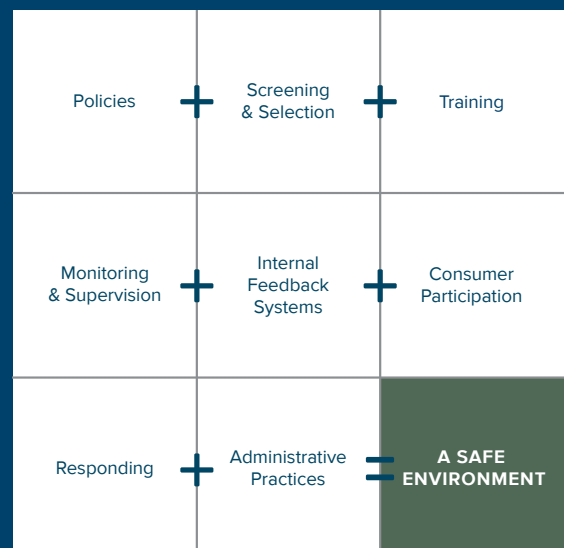 Policies
+
Screening
& Selection
+
Training
Monitoring
& Supervision
+
Internal
Feedback
Systems
+
Consumer
Participation
Responding
+
Administrative
Practices
=
A SAFE
ENVIRONMENT